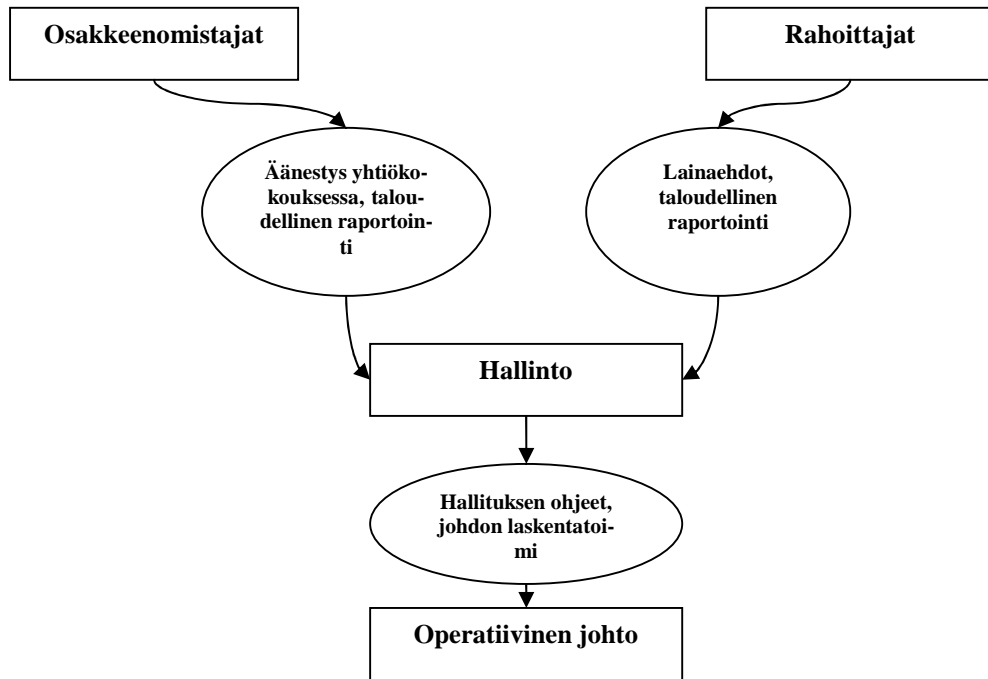 Osakkeenomistajat
Rahoittajat
Äänestys yhtiöko-
kouksessa, talou-
dellinen raportoin-
ti
Lainaehdot,
taloudellinen
raportointi
Hallinto
Hallituksen ohjeet,
johdon laskentatoi-
mi
Operatiivinen johto